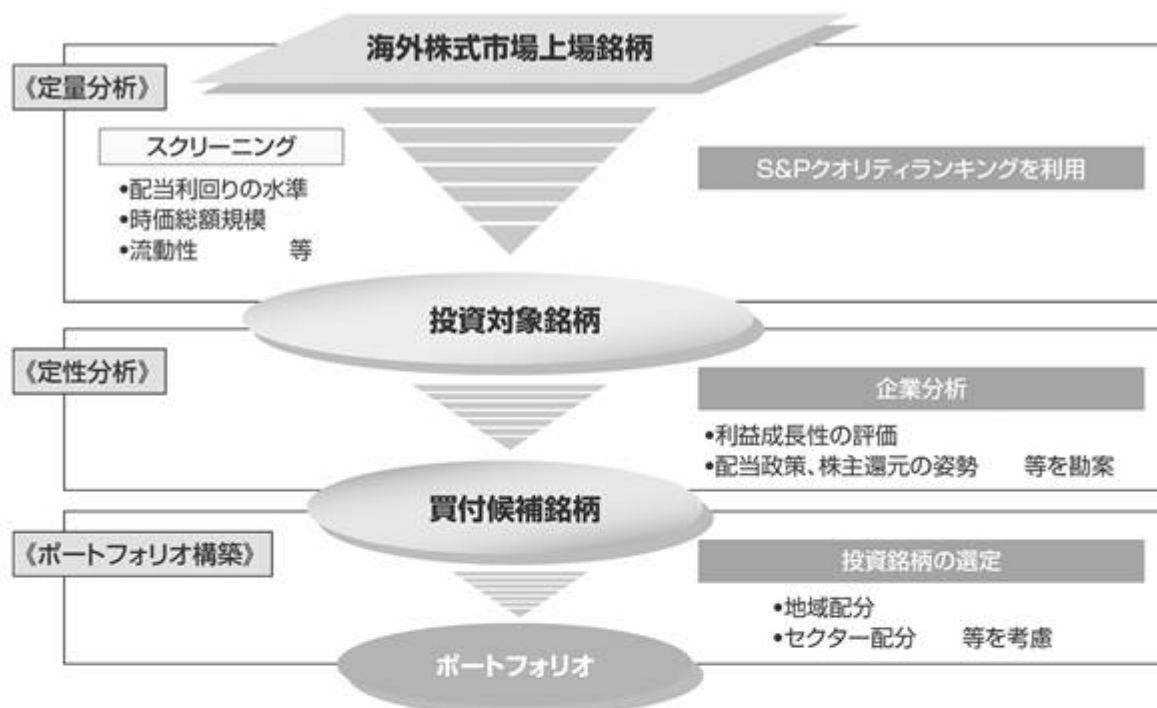 海外株式市場上場銘柄
《定量分析》
スクリーニング
•配当利回りの水準
•時価総額規模
•流動性 等
S&Pクオリティランキングを利用
投資対象銘柄
《定性分析》
企業分析
•利益成長性の評価
•配当政策、株主還元の姿勢 等を勘案
買付候補銘柄
《ポートフォリオ構築》
投資銘柄の選定
•地域配分
•セクター配分 等を考慮
ポートフォリオ